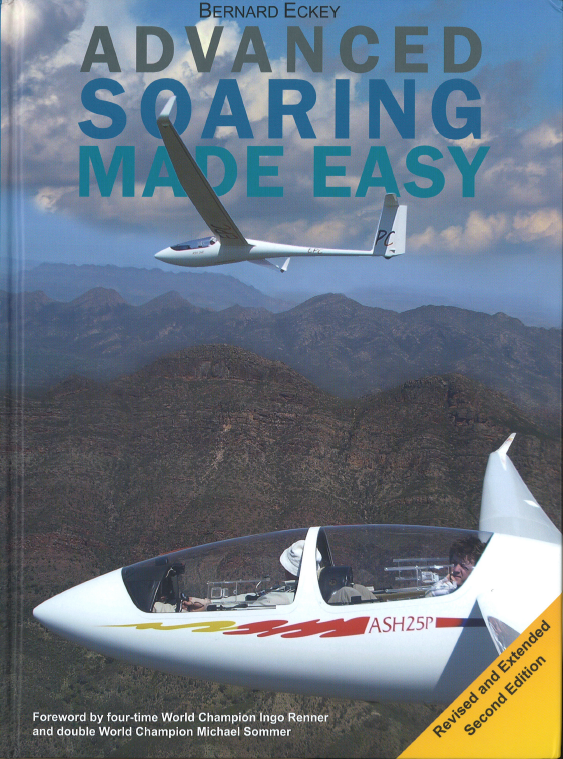 BERNARD ECKEY
ADVANCED
SOARING
MADE EASY
PC
ASH25P
Revised and Extended
Second Edition
Foreword by four-time World Champion Ingo Renner
and double World Champion Michael Sommer